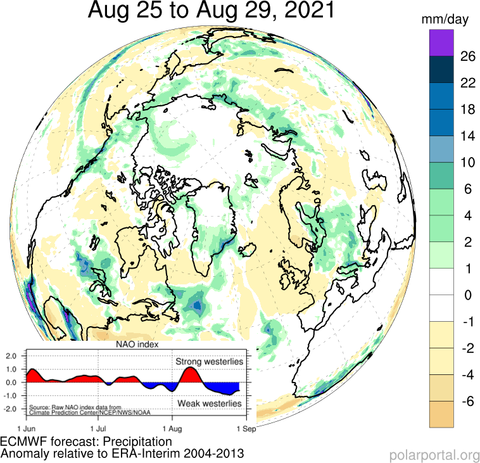 Aug 25 to Aug 29, 2021
mm/day
26
22
18
14
10
6
4
2
1
0
-1
-2
-4
-6
NAO index
2.0
1.0
0.0
-1.0
-2.0
Strong westerlies
Weak westerlies
Source: Raw NAO index data from
Climate Prediction Center/NCEP/NWS/NOAA
1 Jun
1 Jul
1 Aug
1 Sep
ECMWF forecast: Precipitation
Anomaly relative to ERA-Interim 2004-2013
polarportal.org